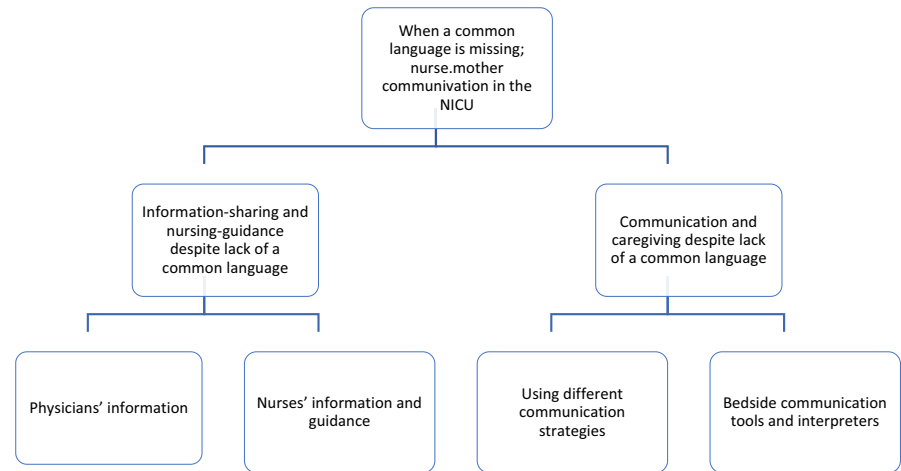 When a common
language is missing;
nurse.mother
communivation in the
NICU
Information-sharing and
nursing-guidance
despite lack of a
common language
Communication and
caregiving despite lack
of a common language
Physicians’ information
Nurses’ information and
guidance
Using different
communication
strategies
Bedside communication
tools and interpreters